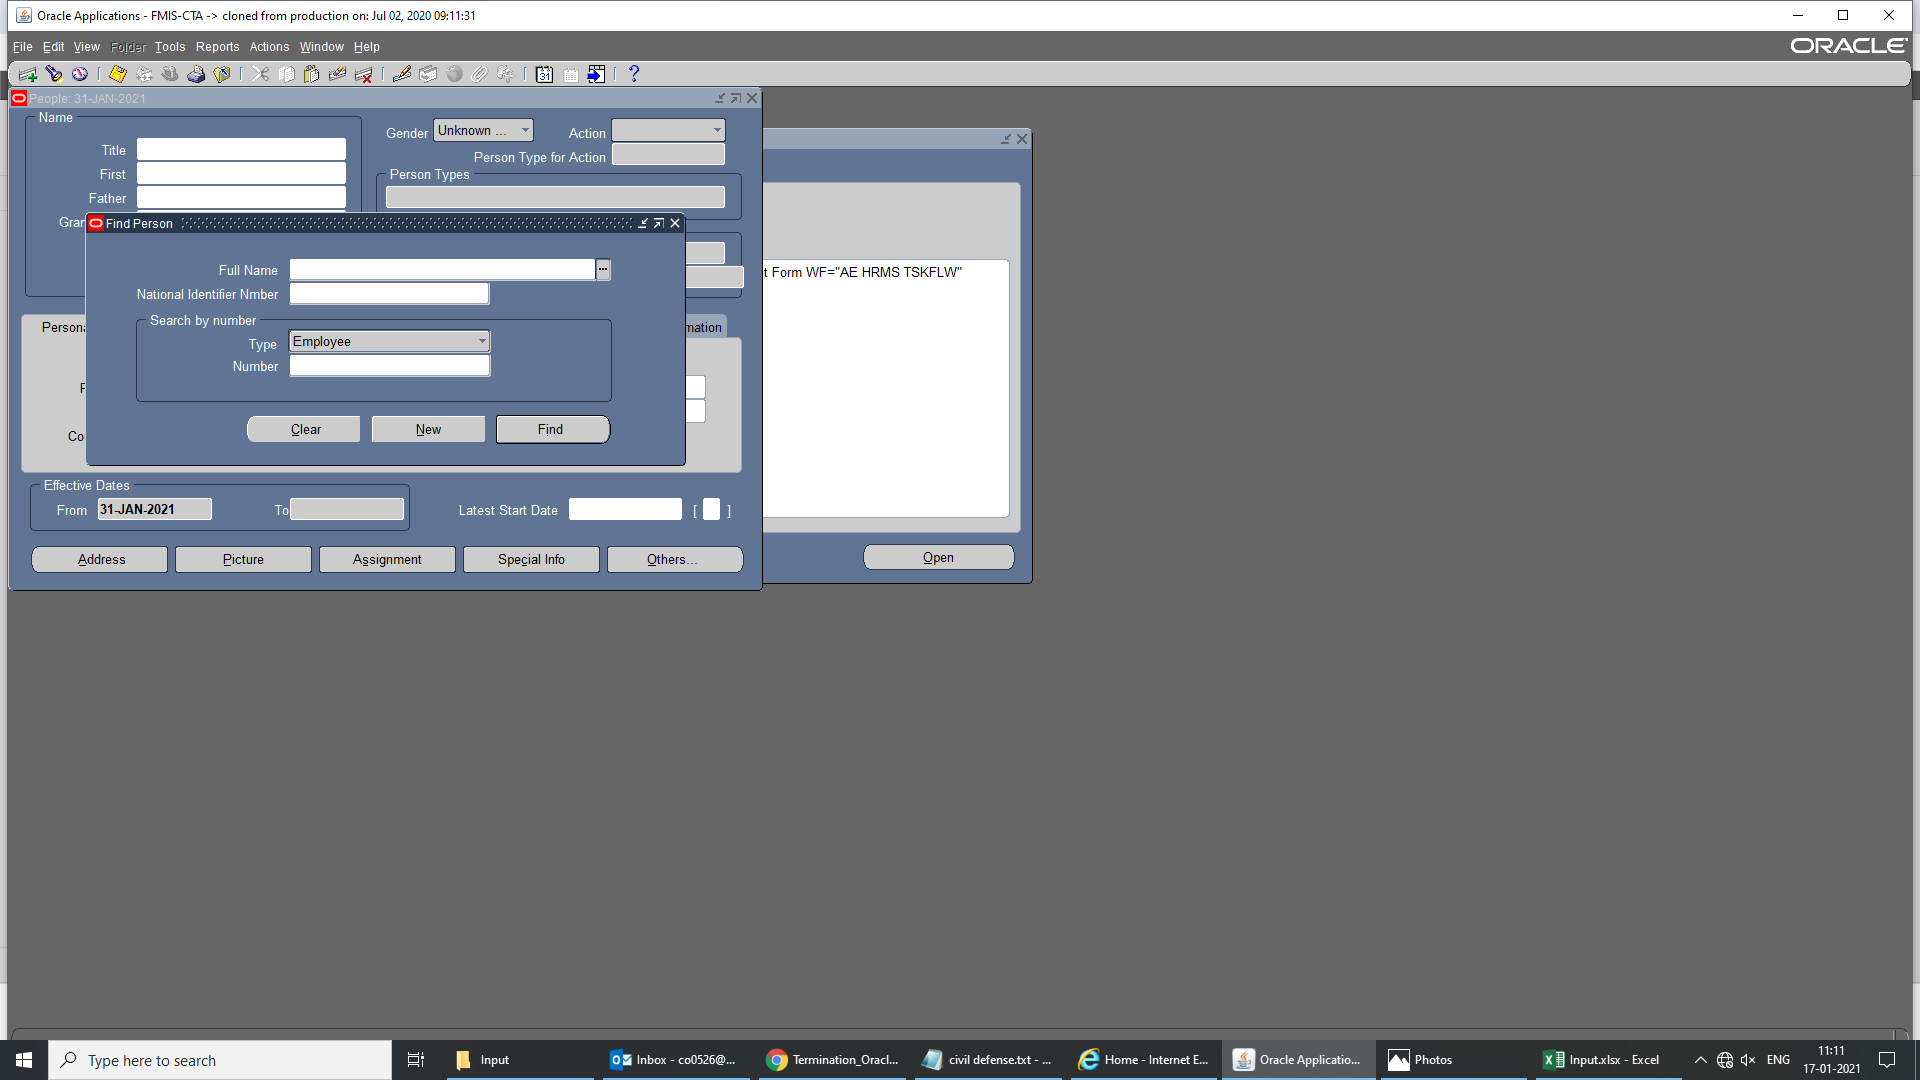 Oracle Applications - FMIS-CTA -> cloned from production on: Jul 02, 2020 09:11:31
File Edit View Folder Tools Reports Actions Window Help
ORACLE
People: 31-JAN-2021
Name
Title
First
Father
Gran
Gender Unknown ...
Action
Person Type for Action
Person Types
Find Person
Full Name
...
National Identifier Nmber
Search by number
Type Employee
Number
Clear New Find
Persona
mation
Co
t Form WF="AE HRMS TSKFLW"
Open
Effective Dates
From 31-JAN-2021 To
Latest Start Date [ ]
Address Picture Assignment Special Info Others...
Type here to search
Input
Inbox - co0526@...
Termination_Oracl...
civil defense.txt - ...
Home - Internet E...
Oracle Applicatio...
Photos
Input.xlsx - Excel
ENG
11:11
17-01-2021